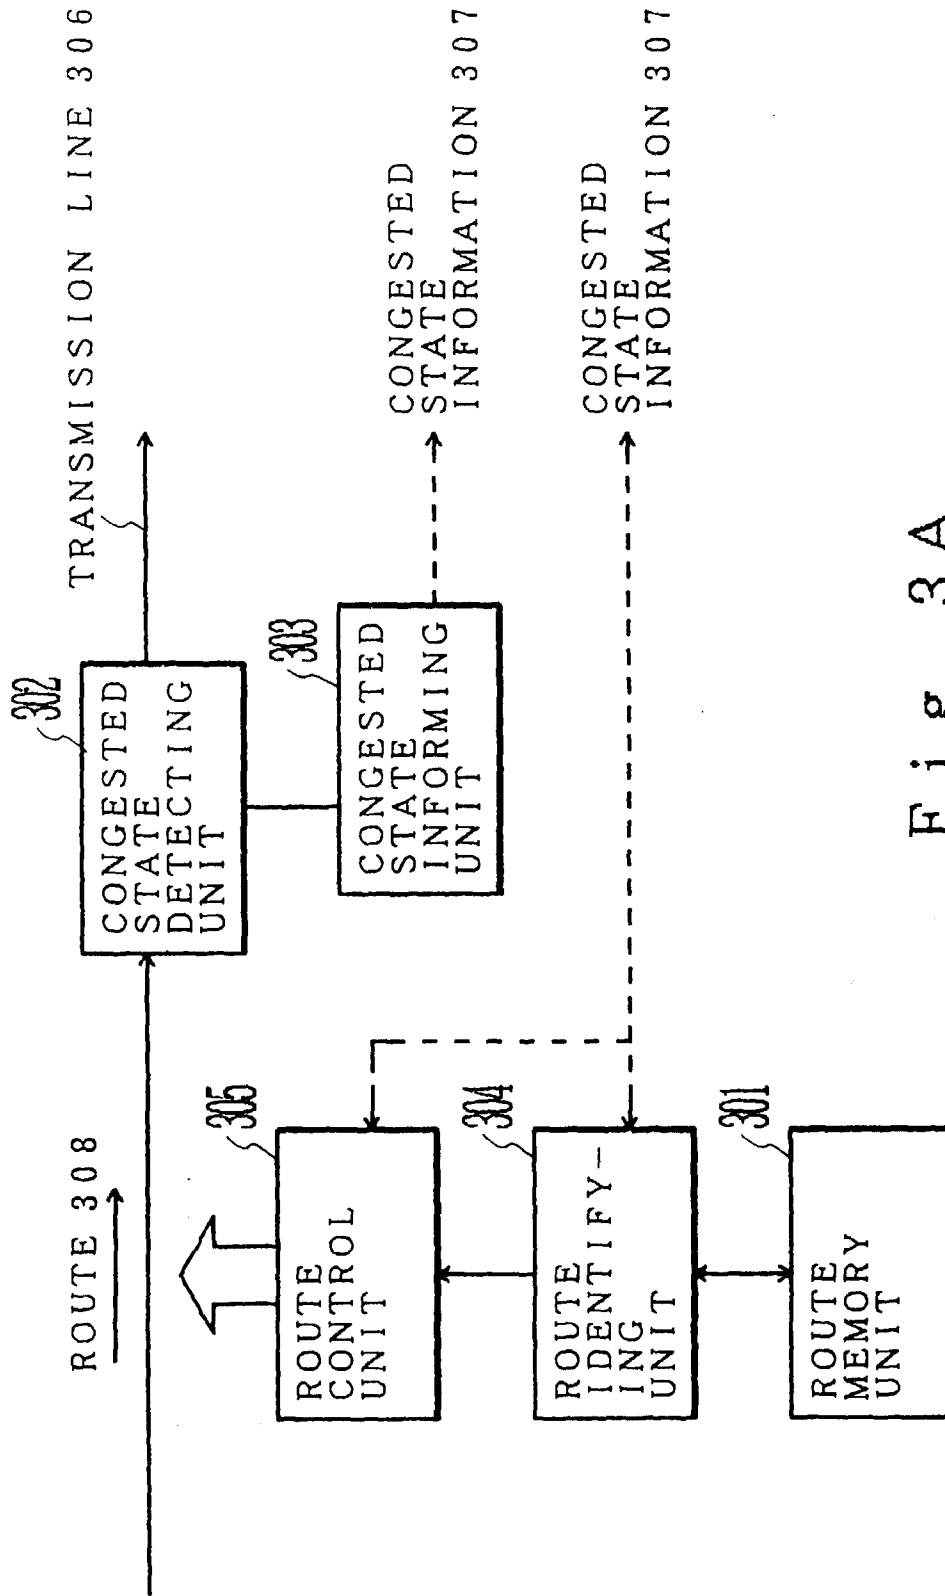 TRANSMISSION LINE 306
ROUTE 308
302
CONGESTED
STATE
DETECTING
UNIT
303
CONGESTED
STATE
INFORMING
UNIT
CONGESTED
STATE
INFORMATION 307
305
ROUTE
CONTROL
UNIT
304
ROUTE
IDENTIFY-
ING
UNIT
CONGESTED
STATE
INFORMATION 307
301
ROUTE
MEMORY
UNIT
Fig. 3A